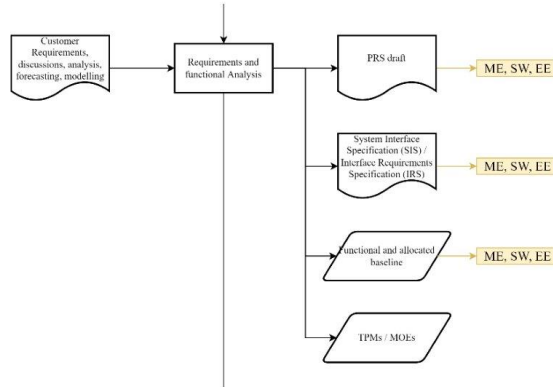 Customer
Requirements,
discussions, analysis,
forecasting, modelling
Requirements and
functional Analysis
PRS draft
ME, SW, EE
System Interface
Specification (SIS) /
Interface Requirements
Specification (IRS)
ME, SW, EE
Functional and allocated
baseline
ME, SW, EE
TPMs / MOEs